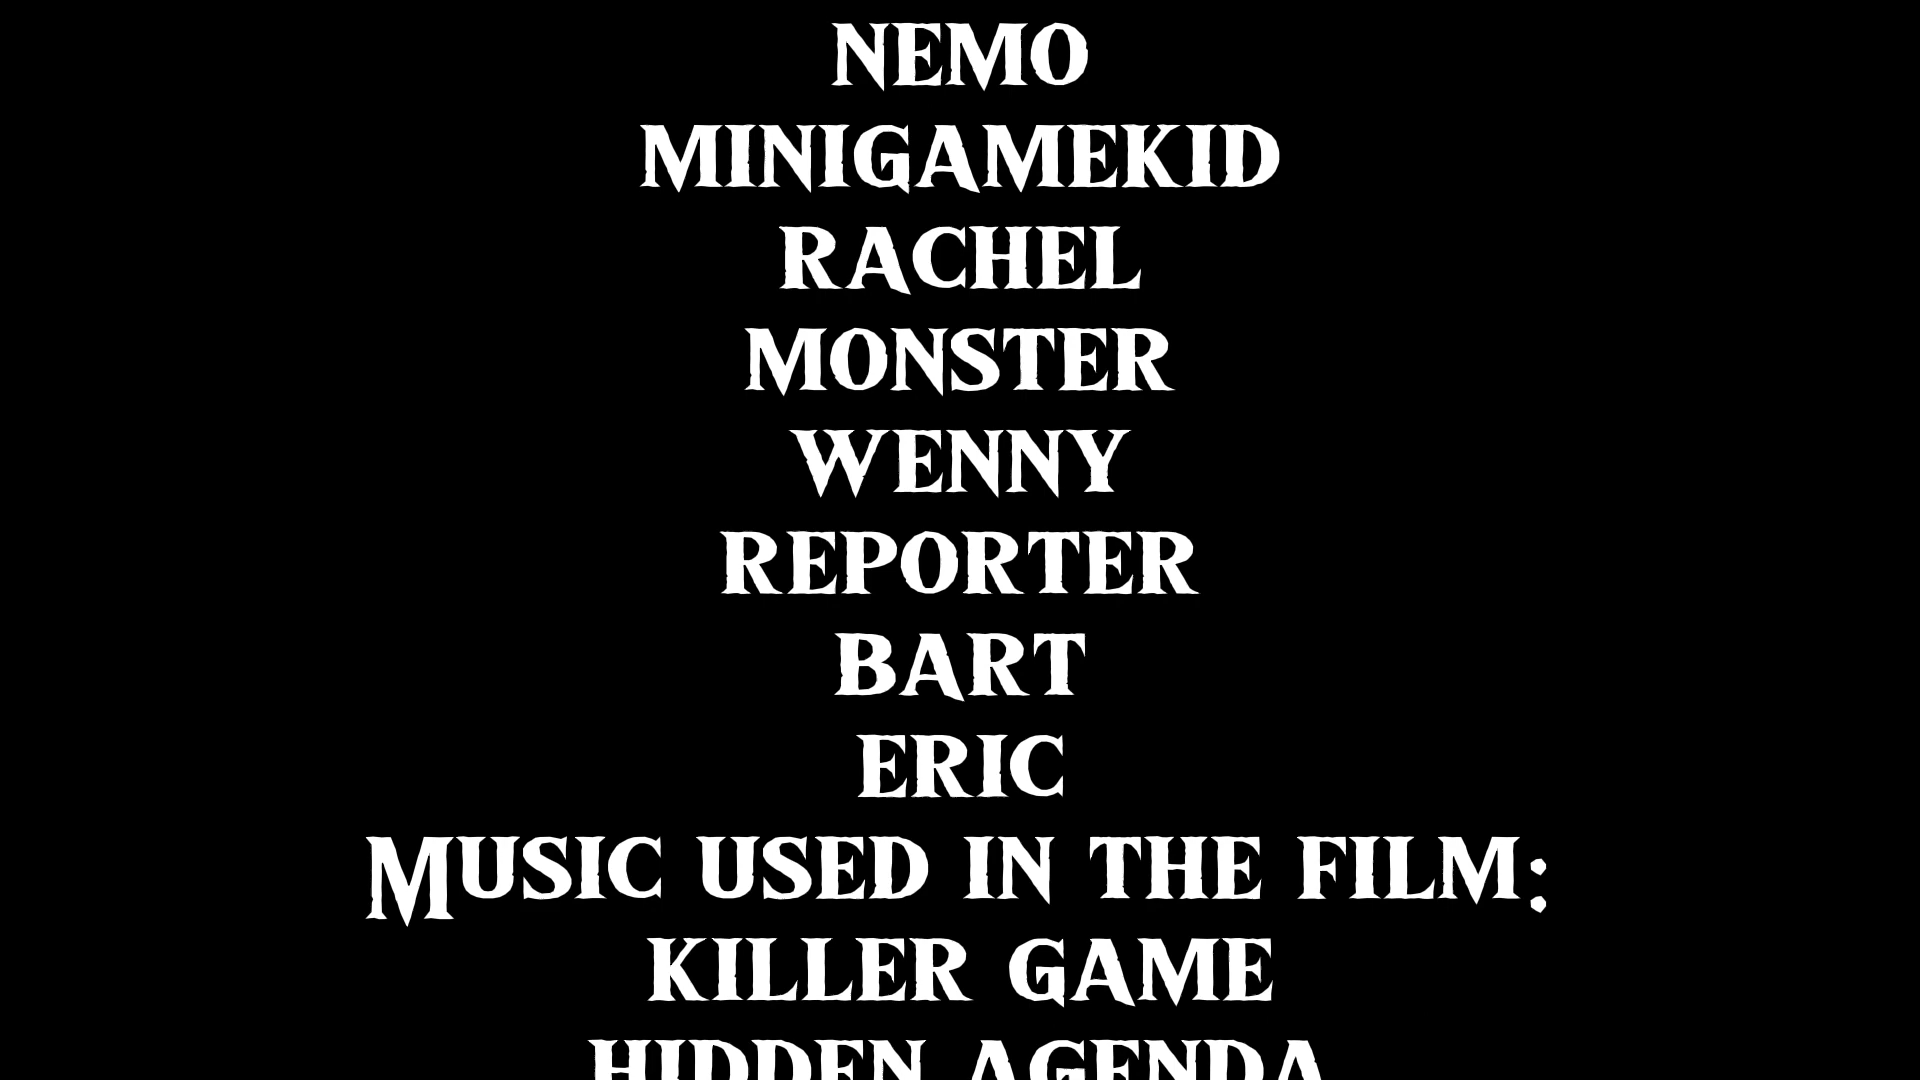 NEMO
MINIGAMEKID
RACHEL
MONSTER
WENNY
REPORTER
BART
ERIC
MUSIC USED IN THE FILM:
KILLER GAME
HIDDEN AGENDA